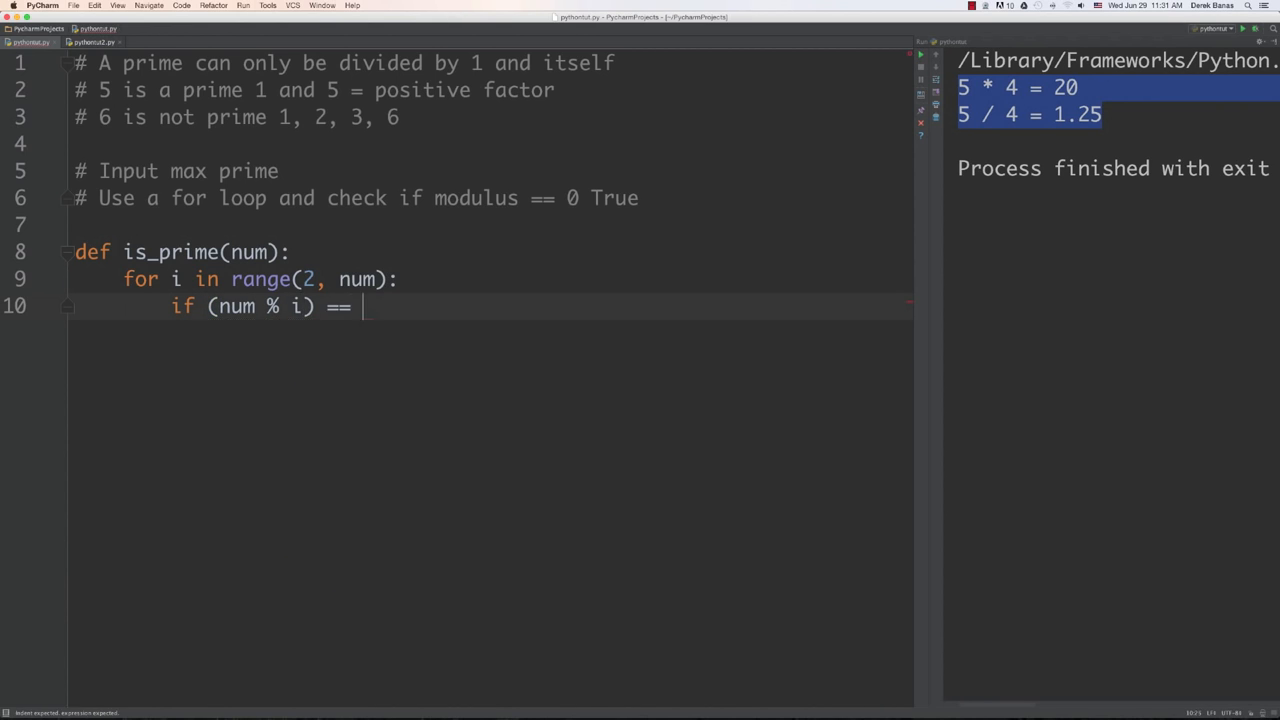 PyCharm File Edit View Navigate Code Refactor Run Tools VCS Window Help 10 Wed Jun 29 11:31 AM Derek Banas
pythontut.py - PycharmProjects - [~/PycharmProjects]
PycharmProjects pythontut.py pythontut
pythontut.py pythontut2.py Run pythontut
1 # A prime can only be divided by 1 and itself
2 # 5 is a prime 1 and 5 = positive factor
3 # 6 is not prime 1, 2, 3, 6
4
5 # Input max prime
6 # Use a for loop and check if modulus == 0 True
7
8 def is_prime(num):
9 for i in range(2, num):
10 if (num % i) ==
/Library/Frameworks/Python.
5 * 4 = 20
5 / 4 = 1.25
Process finished with exit
Indent expected. expression expected. 10:25 LF UTF-8